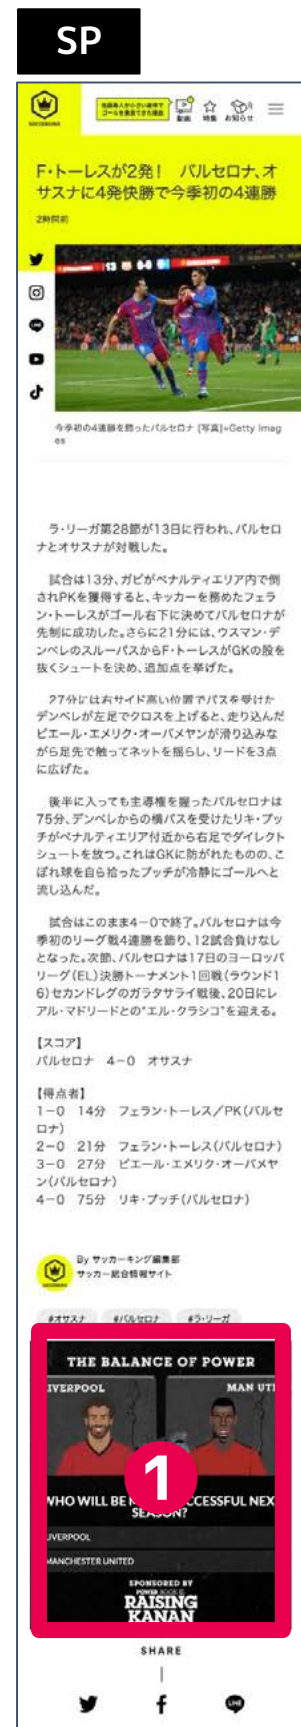 SP
動画
特集
お知らせ
F・トーレスが2発！　バルセロナ、オ
サスナに4発快勝で今季初の4連勝
2時間前
今季初の4連勝を飾ったバルセロナ [写真]=Getty Imag
es
ラ・リーガ第28節が13日に行われ、バルセロ
ナとオサスナが対戦した。
試合は13分、ガビがペナルティエリア内で倒
されPKを獲得すると、キッカーを務めたフェラ
ン・トーレスがゴール右下に決めてバルセロナが
先制に成功した。さらに21分には、ウスマン・デ
ンベレのスルーパスからF・トーレスがGKの股を
抜くシュートを決め、追加点を挙げた。
27分には右サイド高い位置でパスを受けた
デンベレが左足でクロスを上げると、走り込んだ
ピエール・エメリク・オーバメヤンが滑り込みな
がら足先で触ってネットを揺らし、リードを3点
に広げた。
後半に入っても主導権を握ったバルセロナは
75分、デンベレからの横パスを受けたリキ・プッ
チがペナルティエリア付近から右足でダイレクト
シュートを放つ。これはGKに防がれたものの、こ
ぼれ球を自ら拾ったプッチが冷静にゴールへと
流し込んだ。
試合はこのまま4－0で終了。バルセロナは今
季初のリーグ戦4連勝を飾り、12試合負けなし
となった。次節、バルセロナは17日のヨーロッパ
リーグ（EL）決勝トーナメント1回戦（ラウンド1
6）セカンドレグのガラタサライ戦後、20日にレ
アル・マドリードとの“エル・クラシコ”を迎える。
【スコア】
バルセロナ　4－0　オサスナ
【得点者】
1－0　14分　フェラン・トーレス／PK（バルセ
ロナ）
2－0　21分　フェラン・トーレス（バルセロナ）
3－0　27分　ピエール・エメリク・オーバメヤ
ン（バルセロナ）
4－0　75分　リキ・プッチ（バルセロナ）
By サッカーキング編集部
サッカー総合情報サイト
#オサスナ #バルセロナ #ラ・リーガ
THE BALANCE OF POWER
IVERPOOL MAN UTI
1
WHO WILL BE CCESSFUL NEX
SEASON?
LIVERPOOL
MANCHESTER UNITED
SPONSORED BY
RAISING
KANAN
SHARE